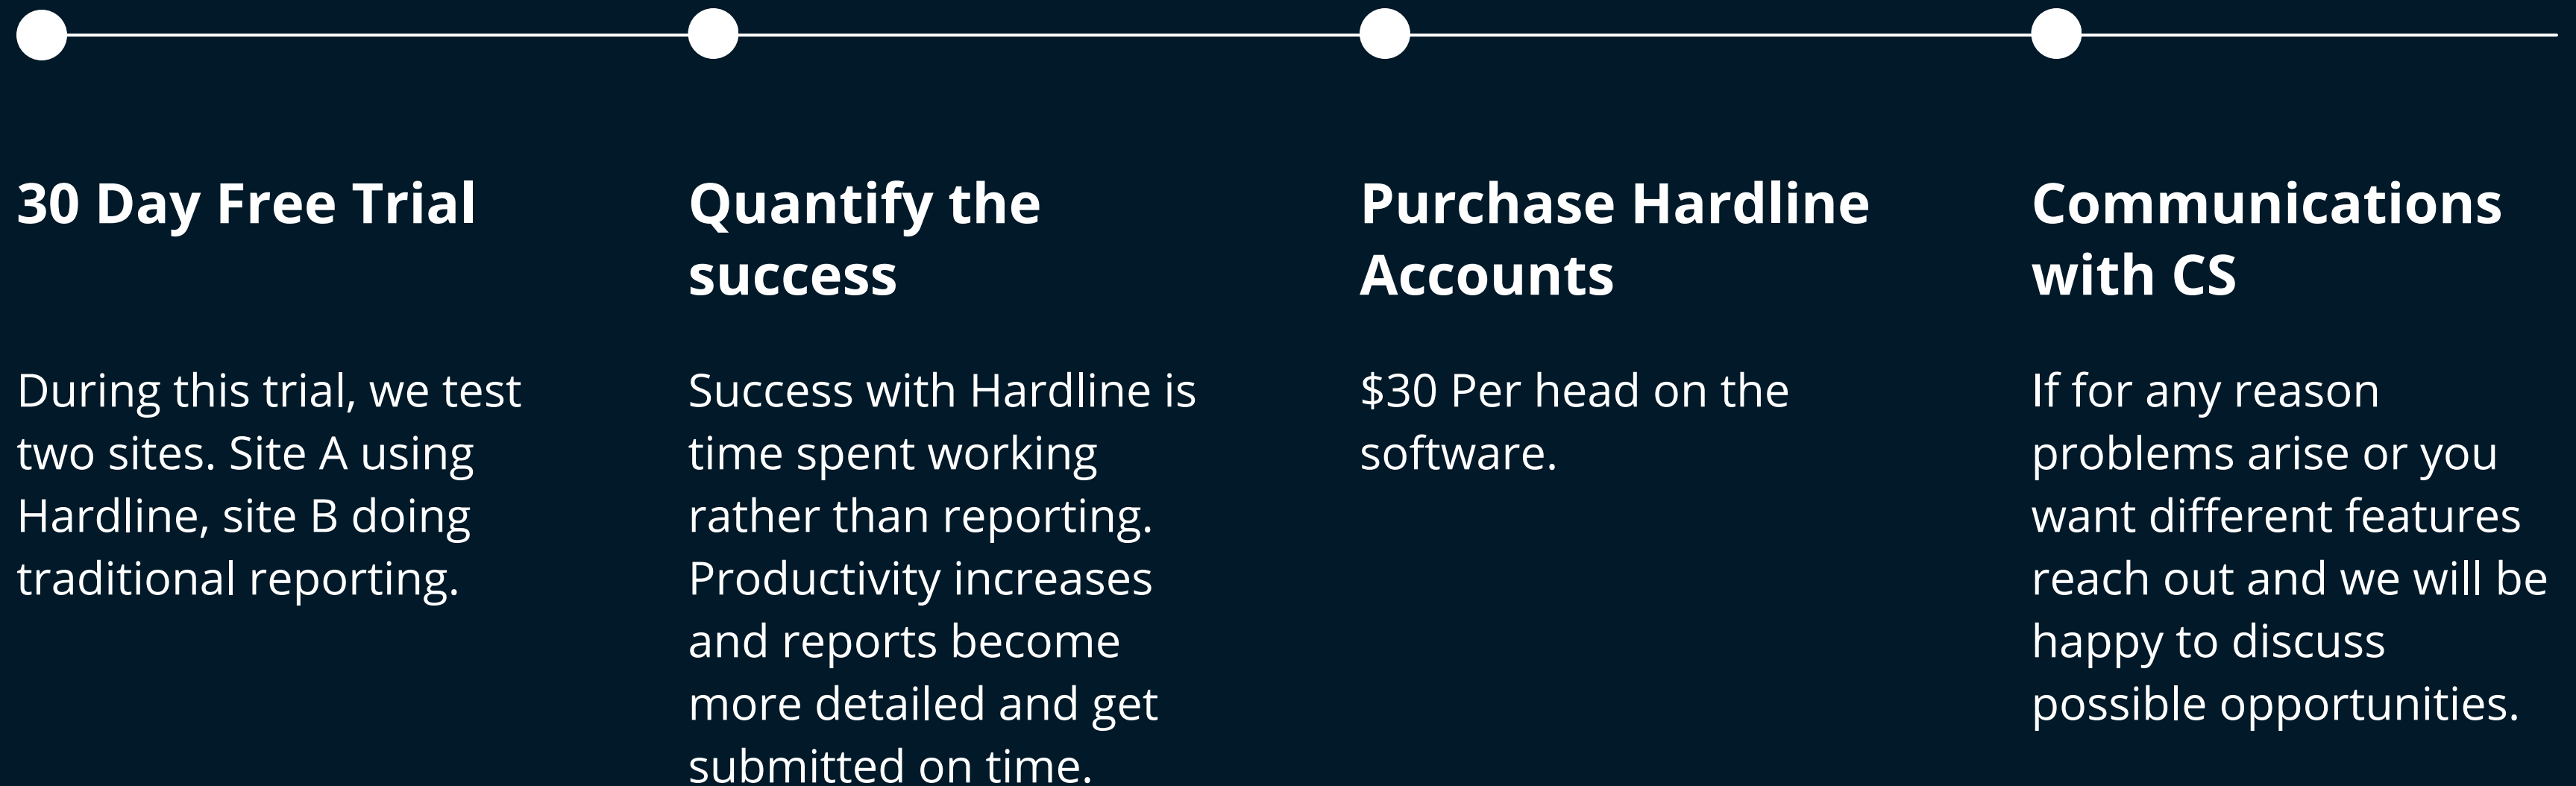 30 Day Free Trial
During this trial, we test
two sites. Site A using
Hardline, site B doing
traditional reporting.
Quantify the
success
Success with Hardline is
time spent working
rather than reporting.
Productivity increases
and reports become
more detailed and get
submitted on time.
Purchase Hardline
Accounts
$30 Per head on the
software.
Communications
with CS
If for any reason
problems arise or you
want different features
reach out and we will be
happy to discuss
possible opportunities.